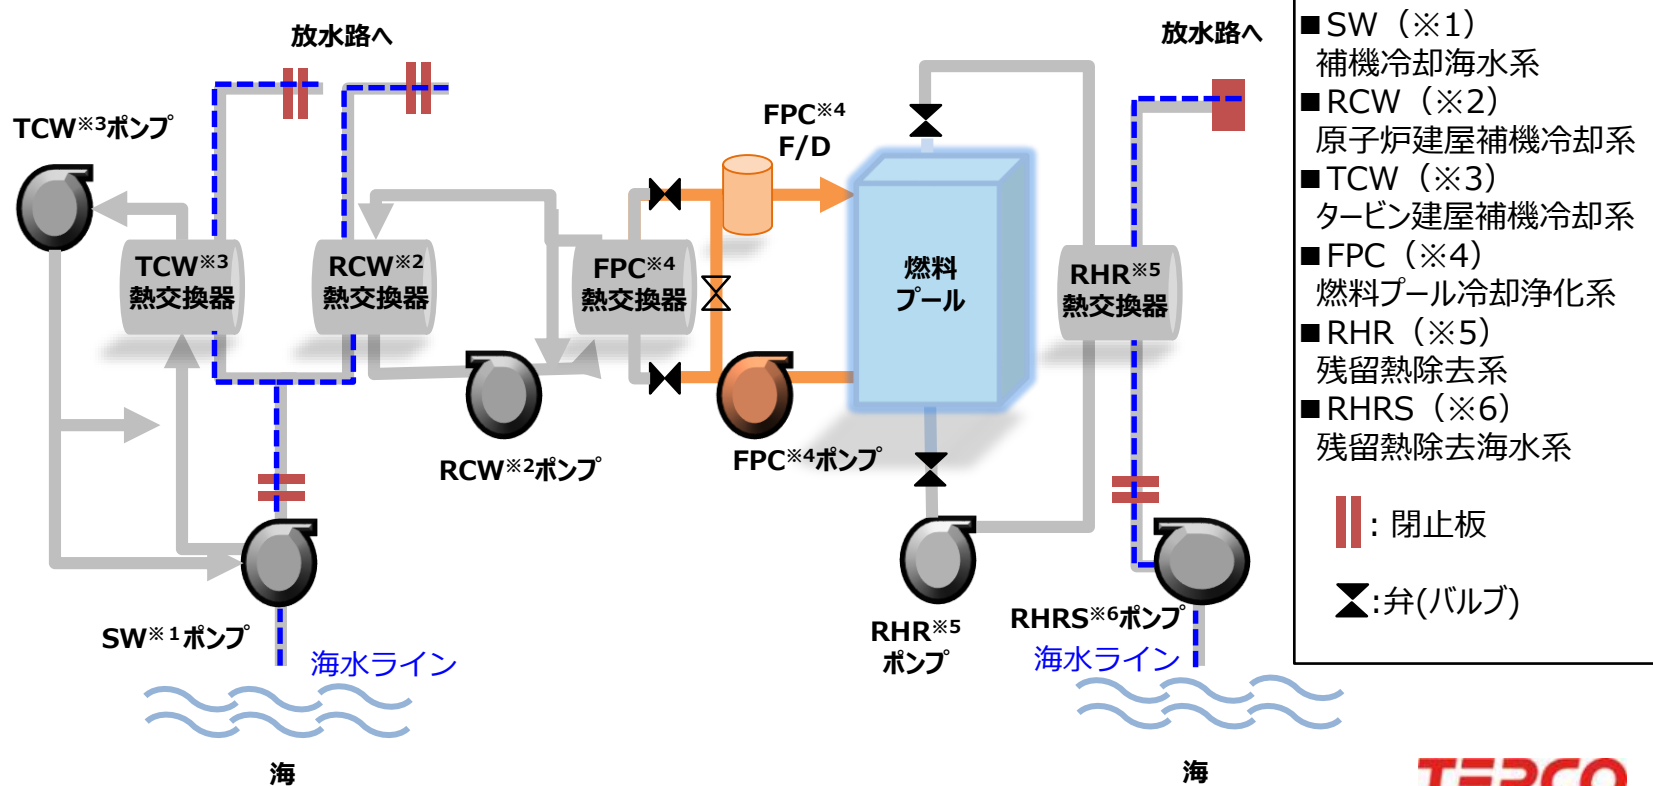 放水路へ
放水路へ
TCW※3ポンプ
FPC※4
F/D
TCW※3
熱交換器
RCW※2
熱交換器
FPC※4
熱交換器
燃料
プール
RHR※5
熱交換器
RCW※2ポンプ
FPC※4ポンプ
SW※1ポンプ
海水ライン
RHR※5
ポンプ
RHRS※6ポンプ
海水ライン
海
海
■SW（※1）
補機冷却海水系
■RCW（※2）
原子炉建屋補機冷却系
■TCW（※3）
タービン建屋補機冷却系
■FPC（※4）
燃料プール冷却浄化系
■RHR（※5）
残留熱除去系
■RHRS（※6）
残留熱除去海水系
: 閉止板
:弁(バルブ)
TEPCO